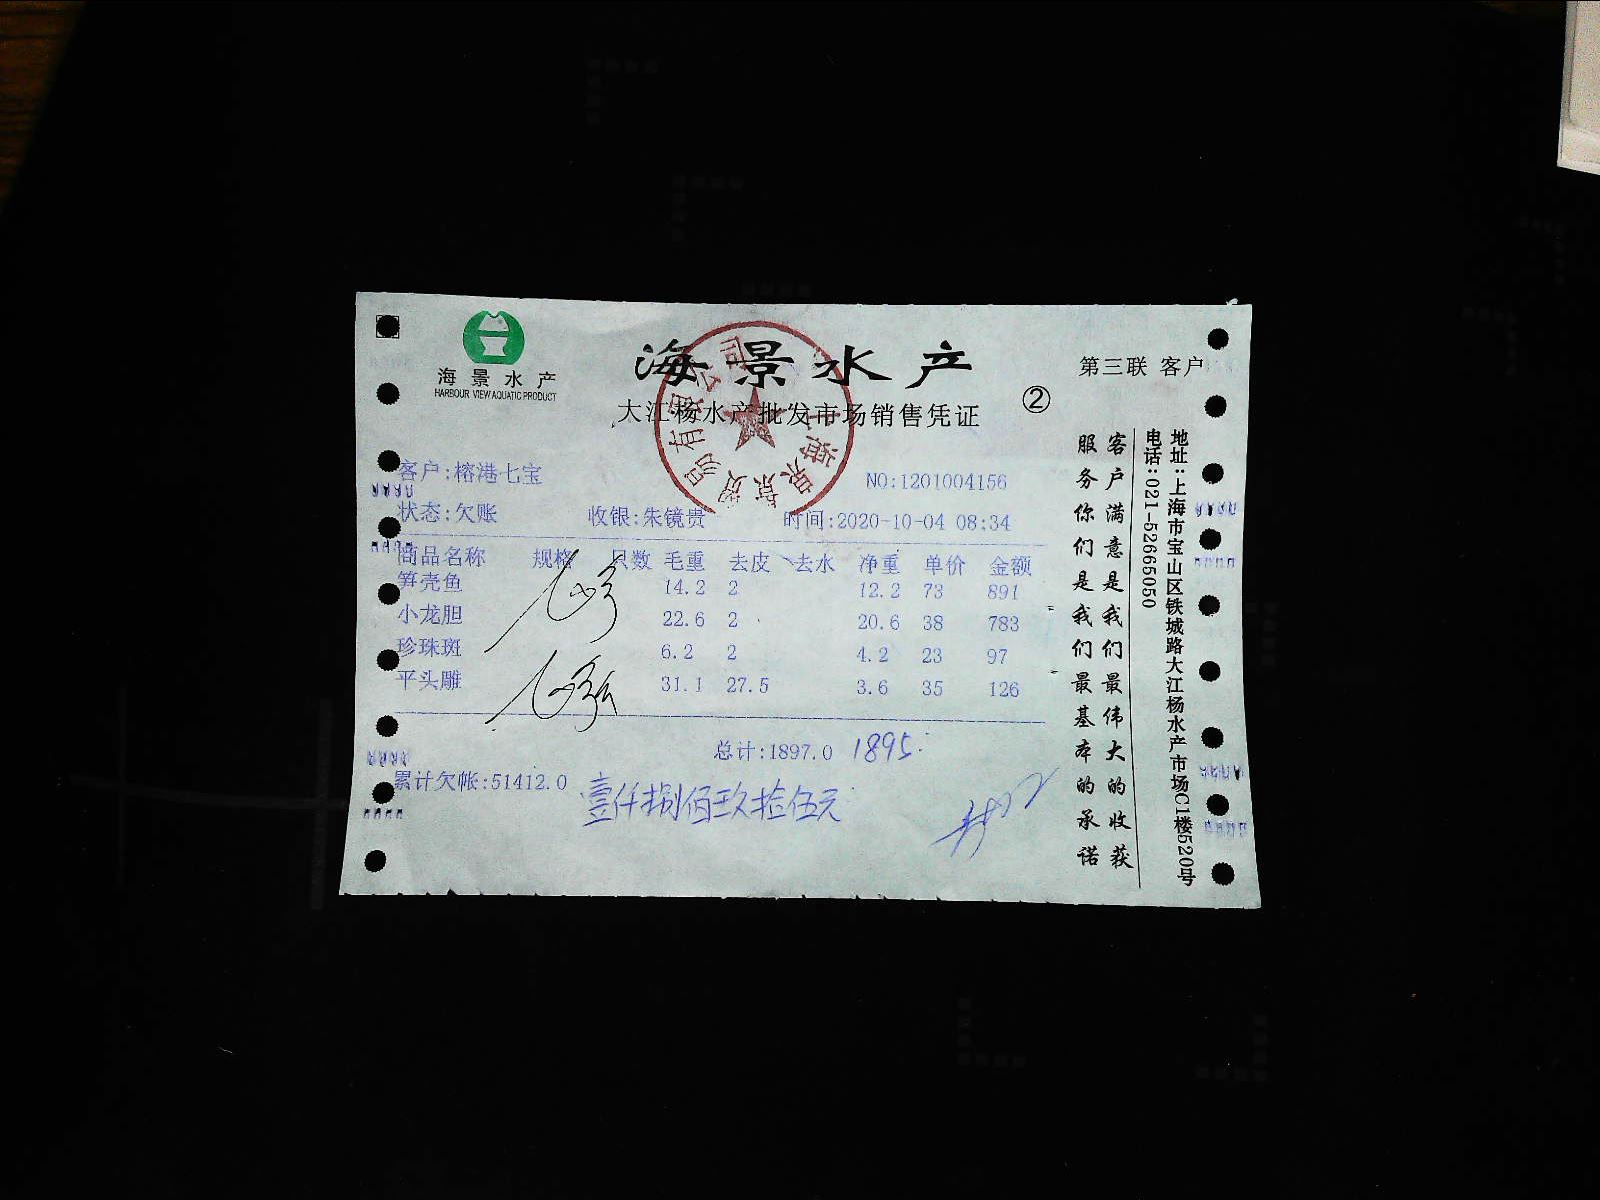 海景水产
HARBOUR VIEW AQUATIC PRODUCT
海景水产
大江杨水产批发市场销售凭证
②
第三联 客户
客户:榕港七宝 NO:1201004156
状态:欠账 收银:朱镜贵 时间:2020-10-04 08:34
商品名称 规格 只数 毛重 去皮 去水 净重 单价 金额
笋壳鱼 14.2 2 12.2 73 891
小龙胆 22.6 2 20.6 38 783
珍珠斑 6.2 2 4.2 23 97
平头雕 31.1 27.5 3.6 35 126
总计:1897.0 1895.
累计欠帐:51412.0 壹仟捌佰玖拾伍元
客户满意是我们最伟大的收获
服务你们是我们最基本的承诺
地址:上海市宝山区铁城路大江杨水产市场C1楼520号
电话:021-52665050